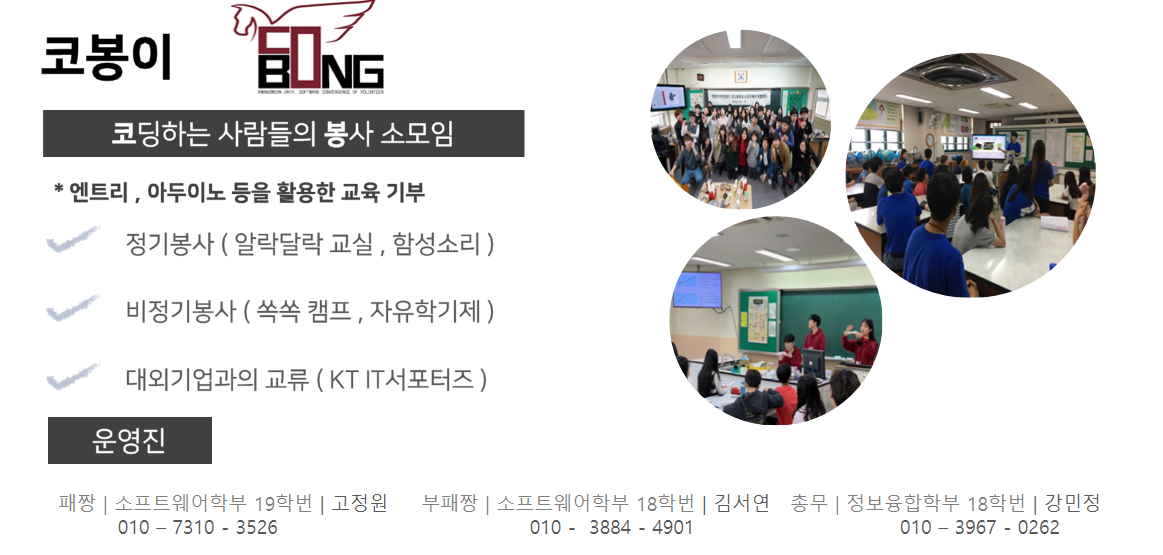 코봉이
CO
BONG
KWANGWOON UNIV. SOFTWARE CONVERGENCE OF VOLUNTEER
코딩하는 사람들의 봉사 소모임
* 엔트리 , 아두이노 등을 활용한 교육 기부
정기봉사 ( 알락달락 교실 , 함성소리 )
비정기봉사 ( 쏙쏙 캠프 , 자유학기제 )
대외기업과의 교류 ( KT IT서포터즈 )
운영진
패짱 | 소프트웨어학부 19학번 | 고정원
010 – 7310 - 3526
부패짱 | 소프트웨어학부 18학번 | 김서연
010 - 3884 - 4901
총무 | 정보융합학부 18학번 | 강민정
010 – 3967 - 0262